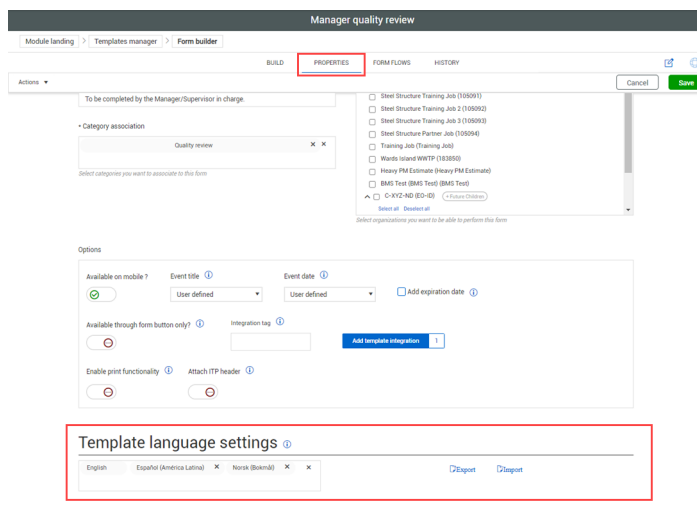 Manager quality review
Module landing > Templates manager > Form builder
BUILD PROPERTIES FORM FLOWS HISTORY
Actions ▼ Cancel Save
To be completed by the Manager/Supervisor in charge.
• Category association
Quality review × ×
Select categories you want to associate to this form
Steel Structure Training Job (105091)
Steel Structure Training Job 2 (105092)
Steel Structure Training Job 3 (105093)
Steel Structure Partner Job (105094)
Training Job (Training Job)
Wards Island WWTP (183850)
Heavy PM Estimate (Heavy PM Estimate)
BMS Test (BMS Test) (BMS Test)
C-XYZ-ND (EO-ID) + Future Children
Select all Deselect all
Select organizations you want to be able to perform this form
Options
Available on mobile ? Event title Event date
User defined User defined Add expiration date
Available through form button only? Integration tag
Add template integration 1
Enable print functionality Attach ITP header
Template language settings
English Español (América Latina) × Norsk (Bokmål) × × Export Import